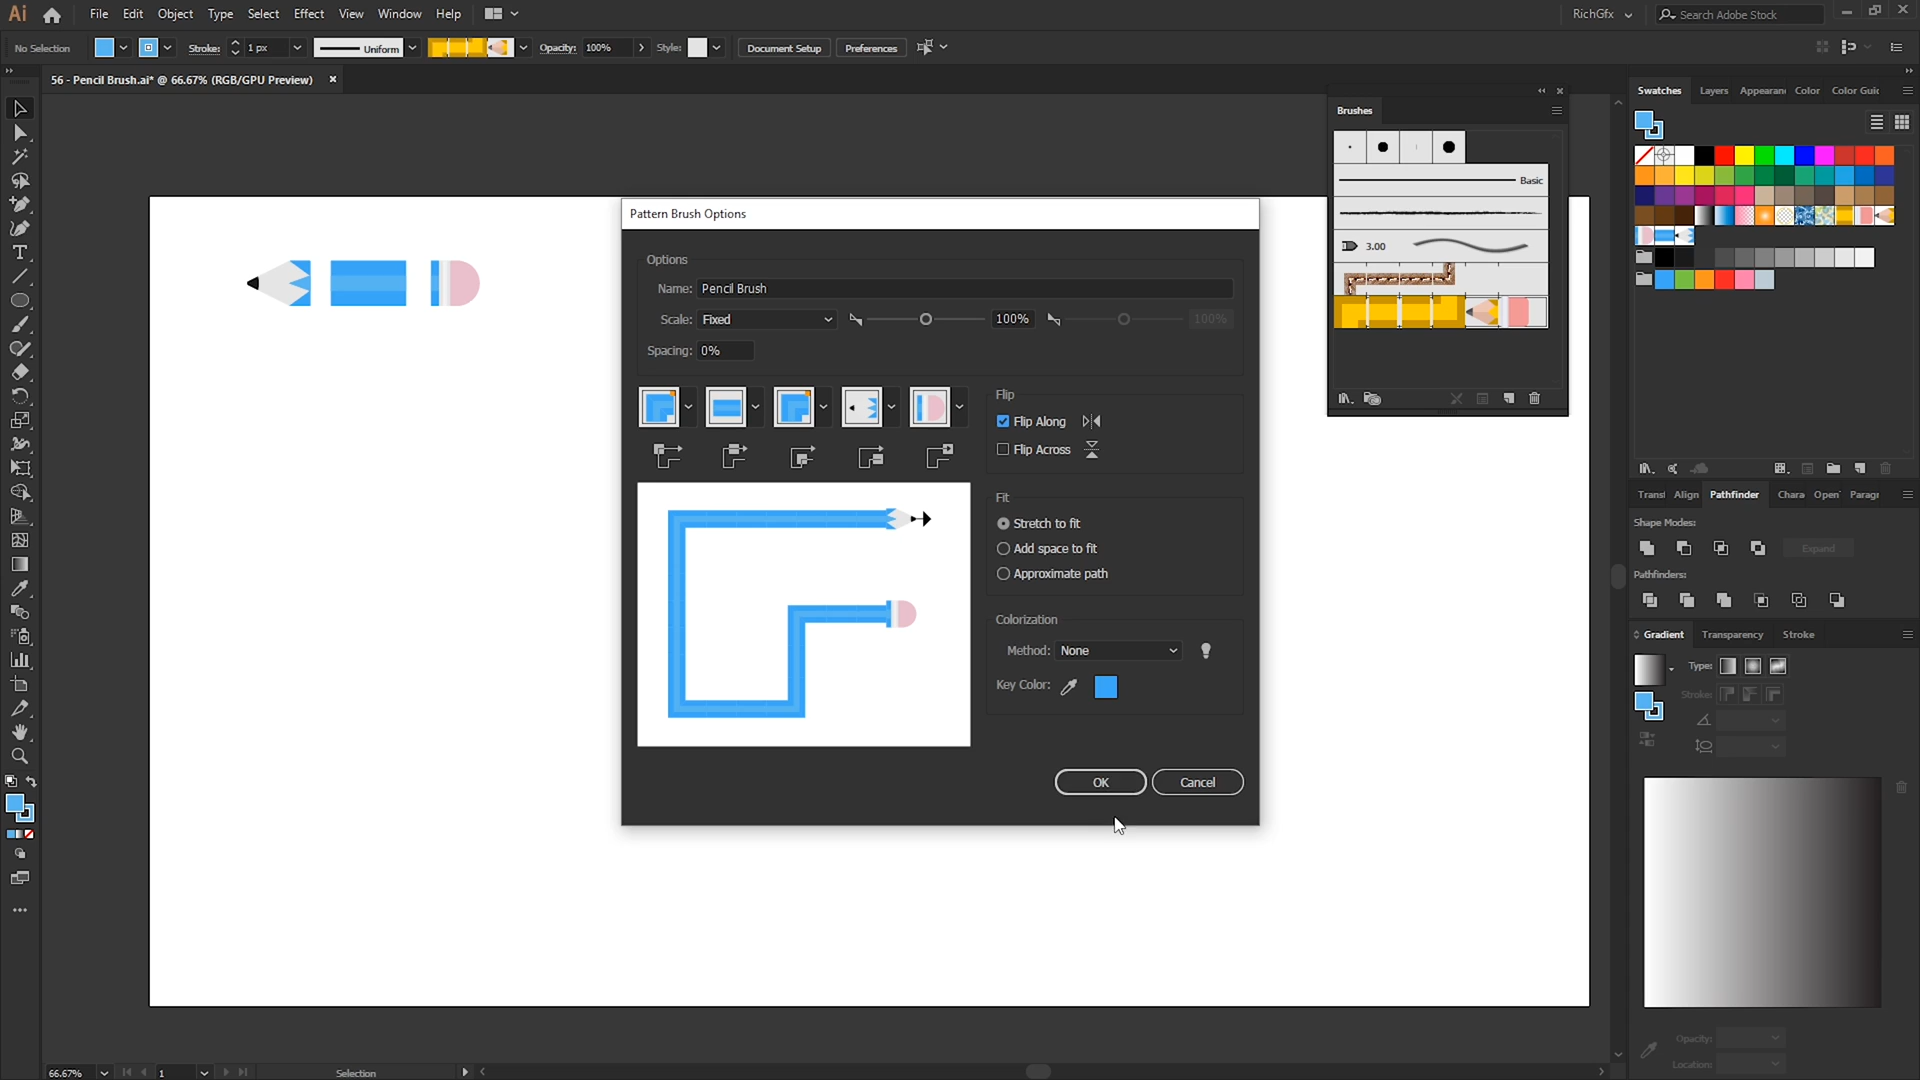 Ai File Edit Object Type Select Effect View Window Help RichGfx Search Adobe Stock
No Selection Stroke: 1 px Uniform Opacity: 100% Style: Document Setup Preferences
56 - Pencil Brush.ai* @ 66.67% (RGB/GPU Preview)
Brushes
Basic
3.00
Swatches Layers Appearanc Color Color Guid
Pattern Brush Options
Options
Name: Pencil Brush
Scale: Fixed 100% 100%
Spacing: 0%
Flip
Flip Along
Flip Across
Fit
Stretch to fit
Add space to fit
Approximate path
Colorization
Method: None
Key Color:
OK Cancel
Transf Align Pathfinder Chara Open Paragr
Shape Modes:
Expand
Pathfinders:
Gradient Transparency Stroke
Type:
Stroke:
Opacity:
Location:
66.67% 1 Selection